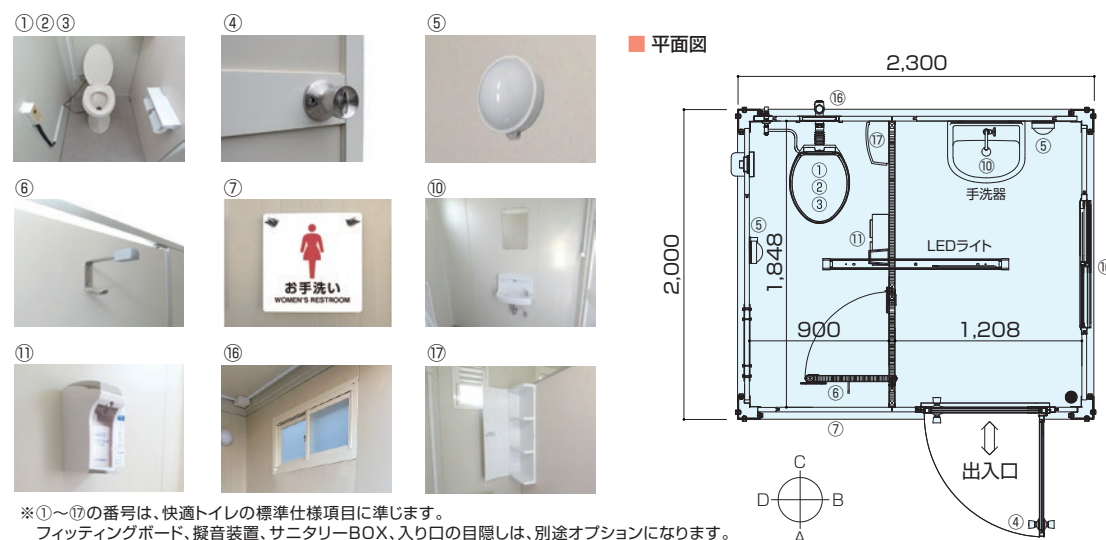 ①②③
④
⑤
⑥
⑦
お手洗い
WOMEN'S RESTROOM
⑩
⑪
⑯
⑰
※①～⑰の番号は、快適トイレの標準仕様項目に準じます。
フィッティングボード、擬音装置、サニタリーBOX、入り口の目隠しは、別途オプションになります。
■ 平面図
2,300
⑯
⑰
①
②
③
⑩
⑤
手洗器
⑤
⑪
LEDライト
2,000
1,848
900
1,208
⑥
⑦
出入口
④
C
D
B
A